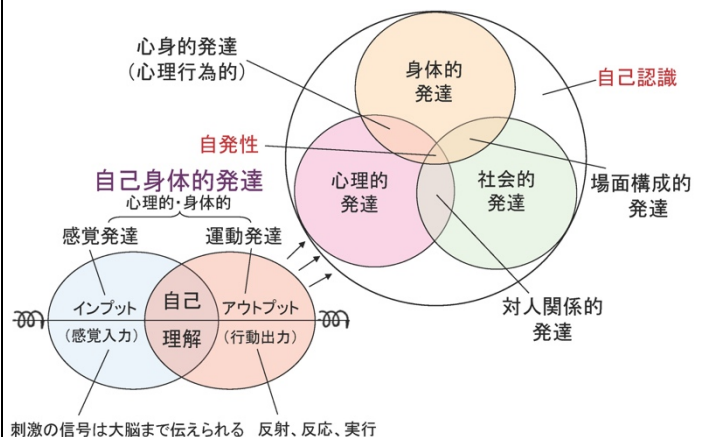 心身的発達
（心理行為的）
身体的
発達
自己認識
自発性
心理的
発達
社会的
発達
場面構成的
発達
対人関係的
発達
自己身体的発達
心理的・身体的
感覚発達
運動発達
インプット
（感覚入力）
自己
理解
アウトプット
（行動出力）
刺激の信号は大脳まで伝えられる
反射、反応、実行